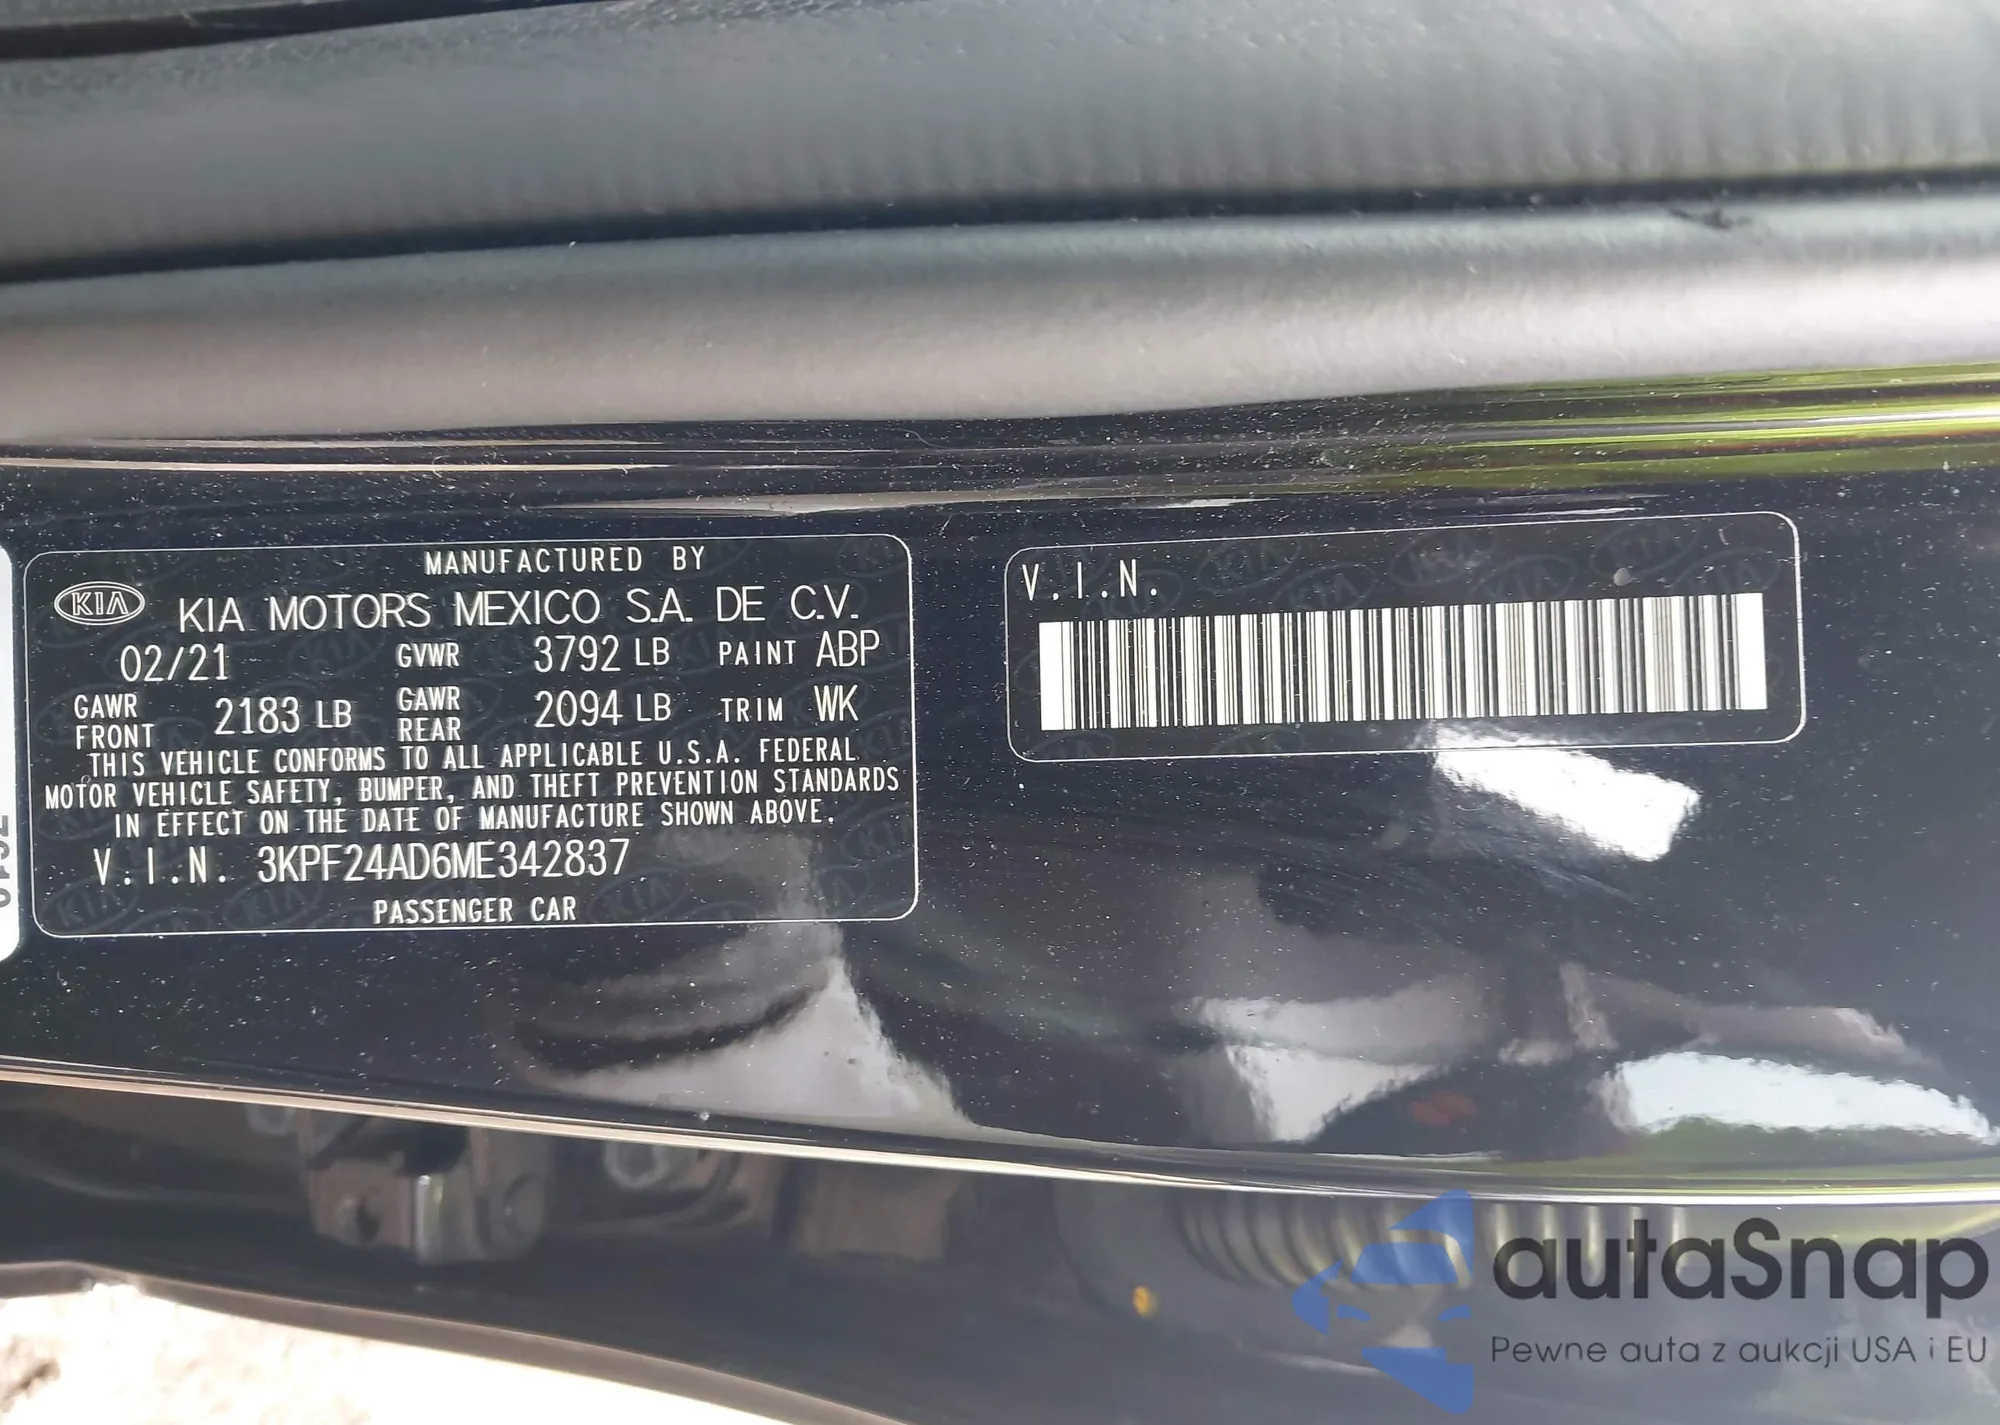 MANUFACTURED BY
KIA KIA MOTORS MEXICO S.A. DE C.V.
02/21 GVWR 3792 LB PAINT ABP
GAWR FRONT 2183 LB GAWR REAR 2094 LB TRIM WK
THIS VEHICLE CONFORMS TO ALL APPLICABLE U.S.A. FEDERAL
MOTOR VEHICLE SAFETY, BUMPER, AND THEFT PREVENTION STANDARDS
IN EFFECT ON THE DATE OF MANUFACTURE SHOWN ABOVE.
V.I.N. 3KPF24AD6ME342837
PASSENGER CAR
V.I.N.
autaSnap
Pewne auta z aukcji USA i EU